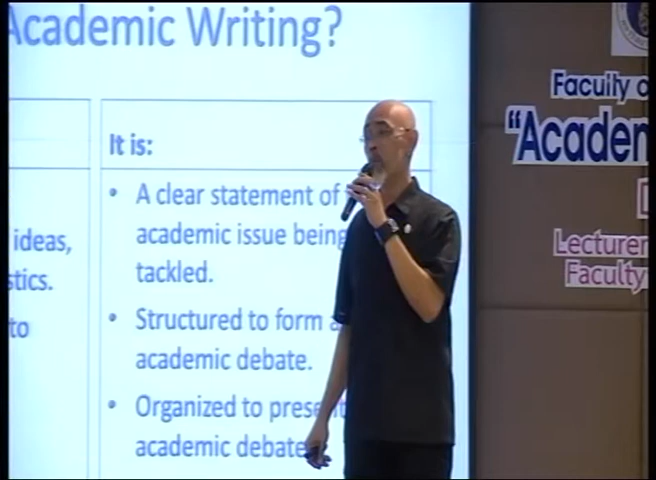 Academic Writing?
It is:
ideas,
stics.
to
• A clear statement of
academic issue being
tackled.
• Structured to form a
academic debate.
• Organized to present
academic debate
Faculty o
"Academ
Lecturer
Faculty